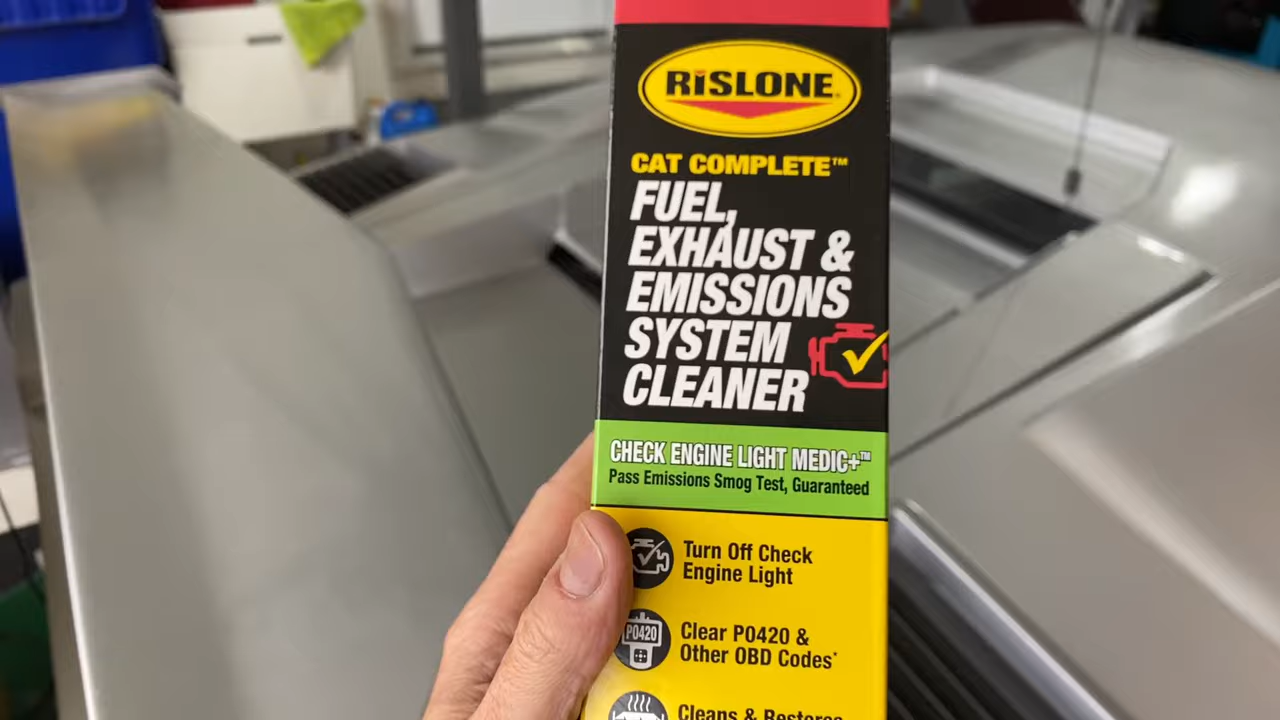 RiSLONE
CAT COMPLETE™
FUEL,
EXHAUST &
EMISSIONS
SYSTEM
CLEANER
CHECK ENGINE LIGHT MEDIC+™
Pass Emissions Smog Test, Guaranteed
Turn Off Check
Engine Light
P0420
Clear P0420 &
Other OBD Codes*
Cleans & Restores